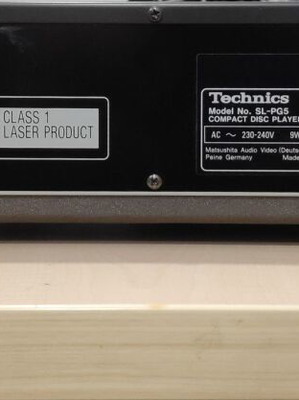 CLASS 1
LASER PRODUCT
Technics
Model No. SL-PG5
COMPACT DISC PLAYER
AC ～ 230-240V 9W
Matsushita Audio Video (Deuts
Peine Germany Made